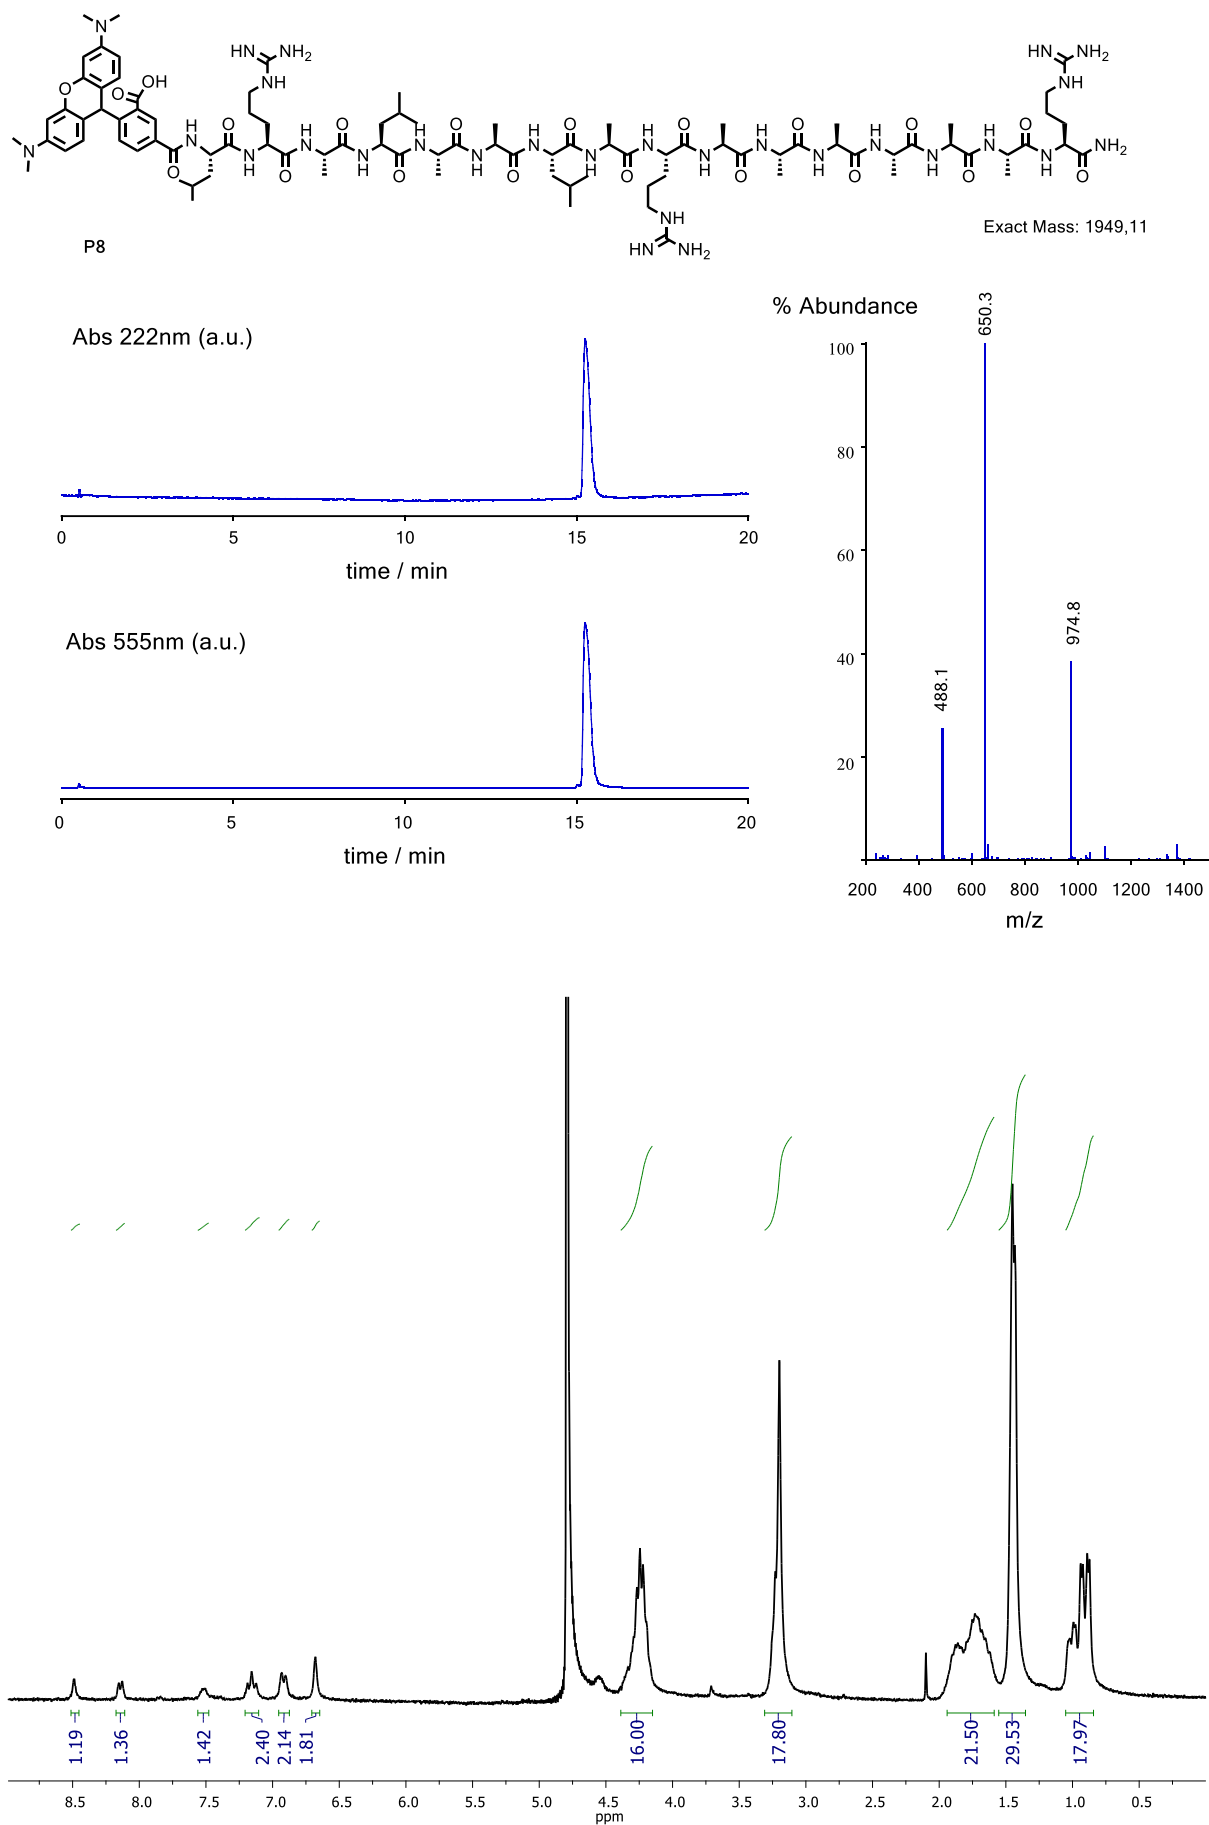 N
HN NH2
NH
HN NH2
NH
O
OH
O
N
H N O H N O H N O H N O H N O H N O H N O H N O
NH2
O N H O N H O N H O N H O N H O N H O N H O N H O
NH
HN NH2
Exact Mass: 1949,11
P8
% Abundance
650.3
Abs 222nm (a.u.)
100
80
60
40
20
974.8
488.1
0 5 10 15 20
time / min
Abs 555nm (a.u.)
0 5 10 15 20
time / min
200 400 600 800 1000 1200 1400
m/z
1.19 1.36 1.42 2.40 2.14 1.81 16.00 17.80 21.50 29.53 17.97
8.5 8.0 7.5 7.0 6.5 6.0 5.5 5.0 4.5 4.0 3.5 3.0 2.5 2.0 1.5 1.0 0.5
ppm